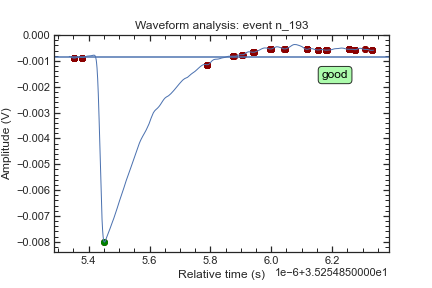 Waveform analysis: event n_193
0.000
−0.001
−0.002
−0.003
−0.004
−0.005
−0.006
−0.007
−0.008
Amplitude (V)
good
5.4 5.6 5.8 6.0 6.2
1e-6+3.5254850000e1
Relative time (s)